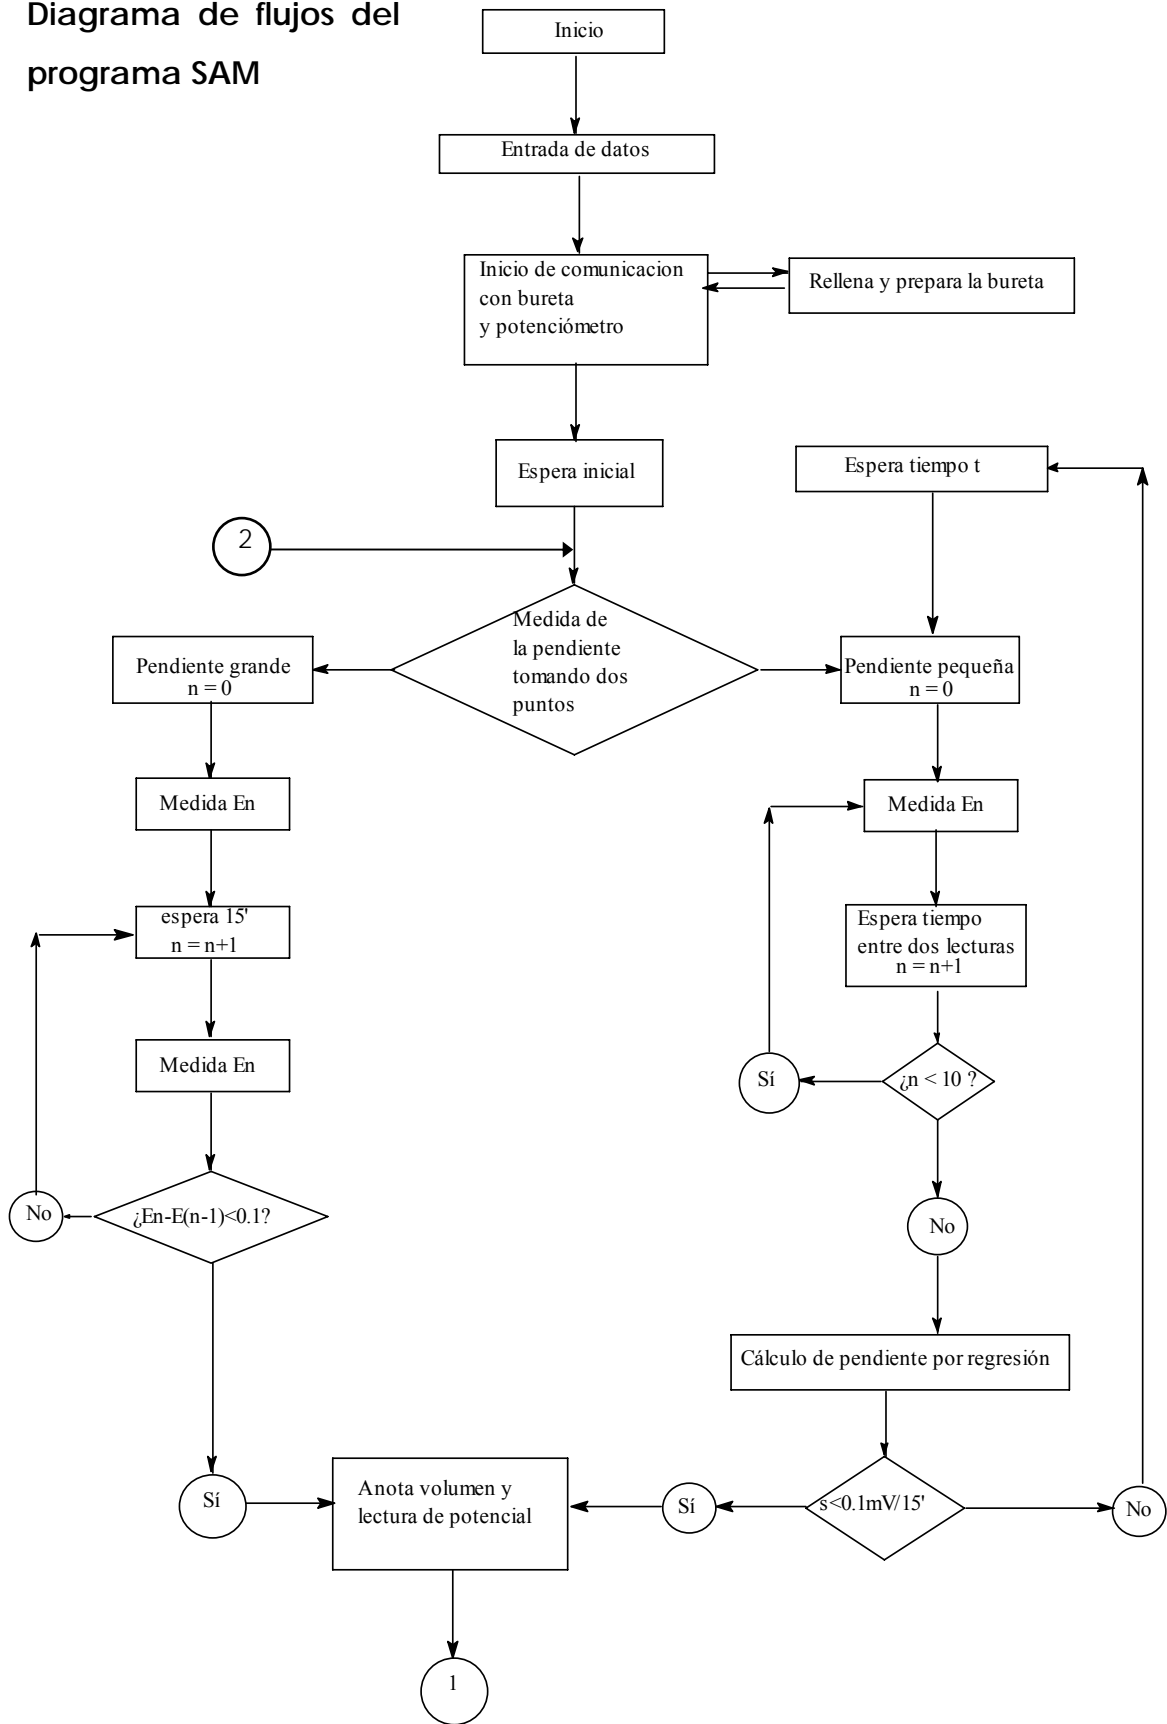 Diagrama de flujos del
programa SAM
Inicio
Entrada de datos
Inicio de comunicacion
con bureta
y potenciómetro
Rellena y prepara la bureta
Espera inicial
Espera tiempo t
2
Medida de
la pendiente
tomando dos
puntos
Pendiente grande
n = 0
Pendiente pequeña
n = 0
Medida En
Medida En
espera 15'
n = n+1
Espera tiempo
entre dos lecturas
n = n+1
Medida En
Sí
¿n < 10 ?
No
¿En-E(n-1)<0.1?
No
Cálculo de pendiente por regresión
Sí
Anota volumen y
lectura de potencial
Sí
s<0.1mV/15'
No
1